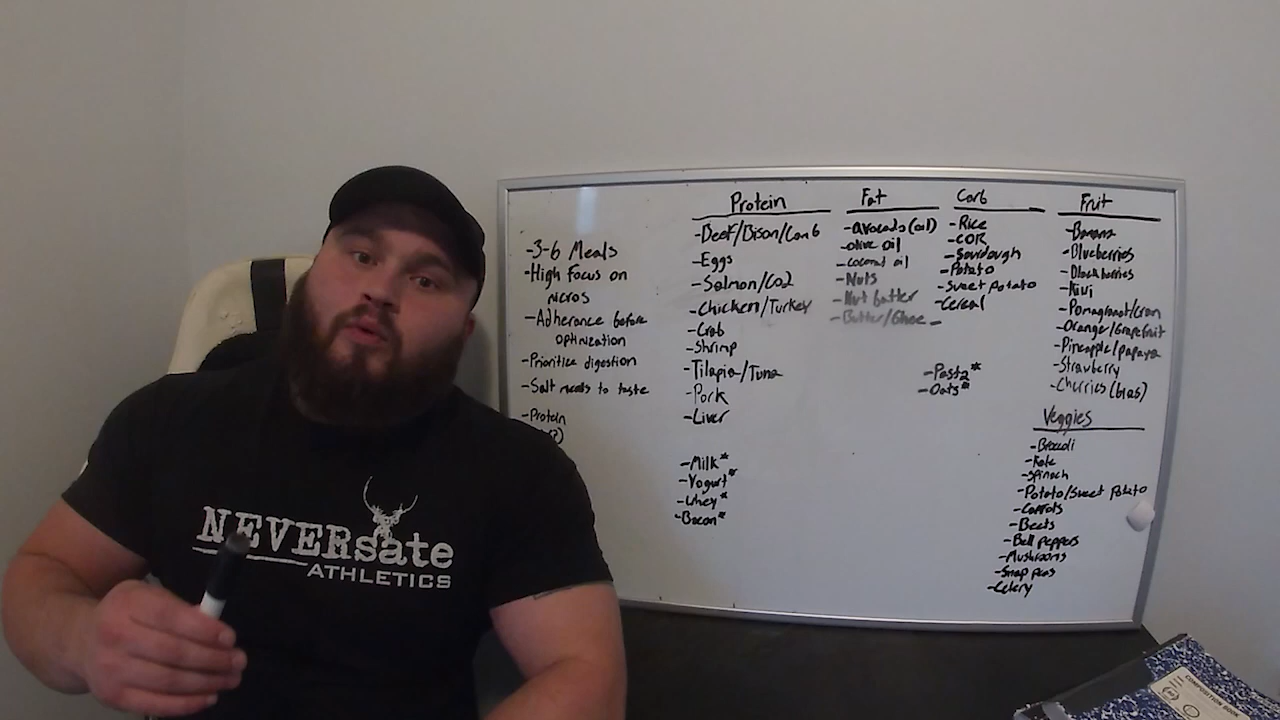 -3-6 Meals
-High Focus on
micros
-Adherance before
optimization
-Prioritize digestion
-Salt meals to taste
-Protein
Protein
-Beef/Bison/Lamb
-Eggs
-Salmon/Cod
-Chicken/Turkey
-Crab
-Shrimp
-Tilapia/Tuna
-Pork
-Liver
-Milk*
-Yogurt*
-Whey*
-Bacon*
Fat
-Avocado(oil)
-olive oil
-coconut oil
-Nuts
-Nut butter
-Butter/Ghee
Carb
-Rice
-COR
-Sourdough
-Potato
-Sweet potato
-Cereal
-Pasta*
-Oats*
Fruit
-Banana
-Blueberries
-Blackberries
-Kiwi
-Pomagranat/Cran
-Orange/Grapefruit
-Pineapple/papaya
-Strawberry
-Cherries
Veggies
-Broccoli
-Kale
-Spinach
-Potato/Sweet Potato
-Carrots
-Beets
-Bell peppers
-Mushrooms
-Snap peas
-Celery
NEVERsate
ATHLETICS
COMPOSITION BOOK